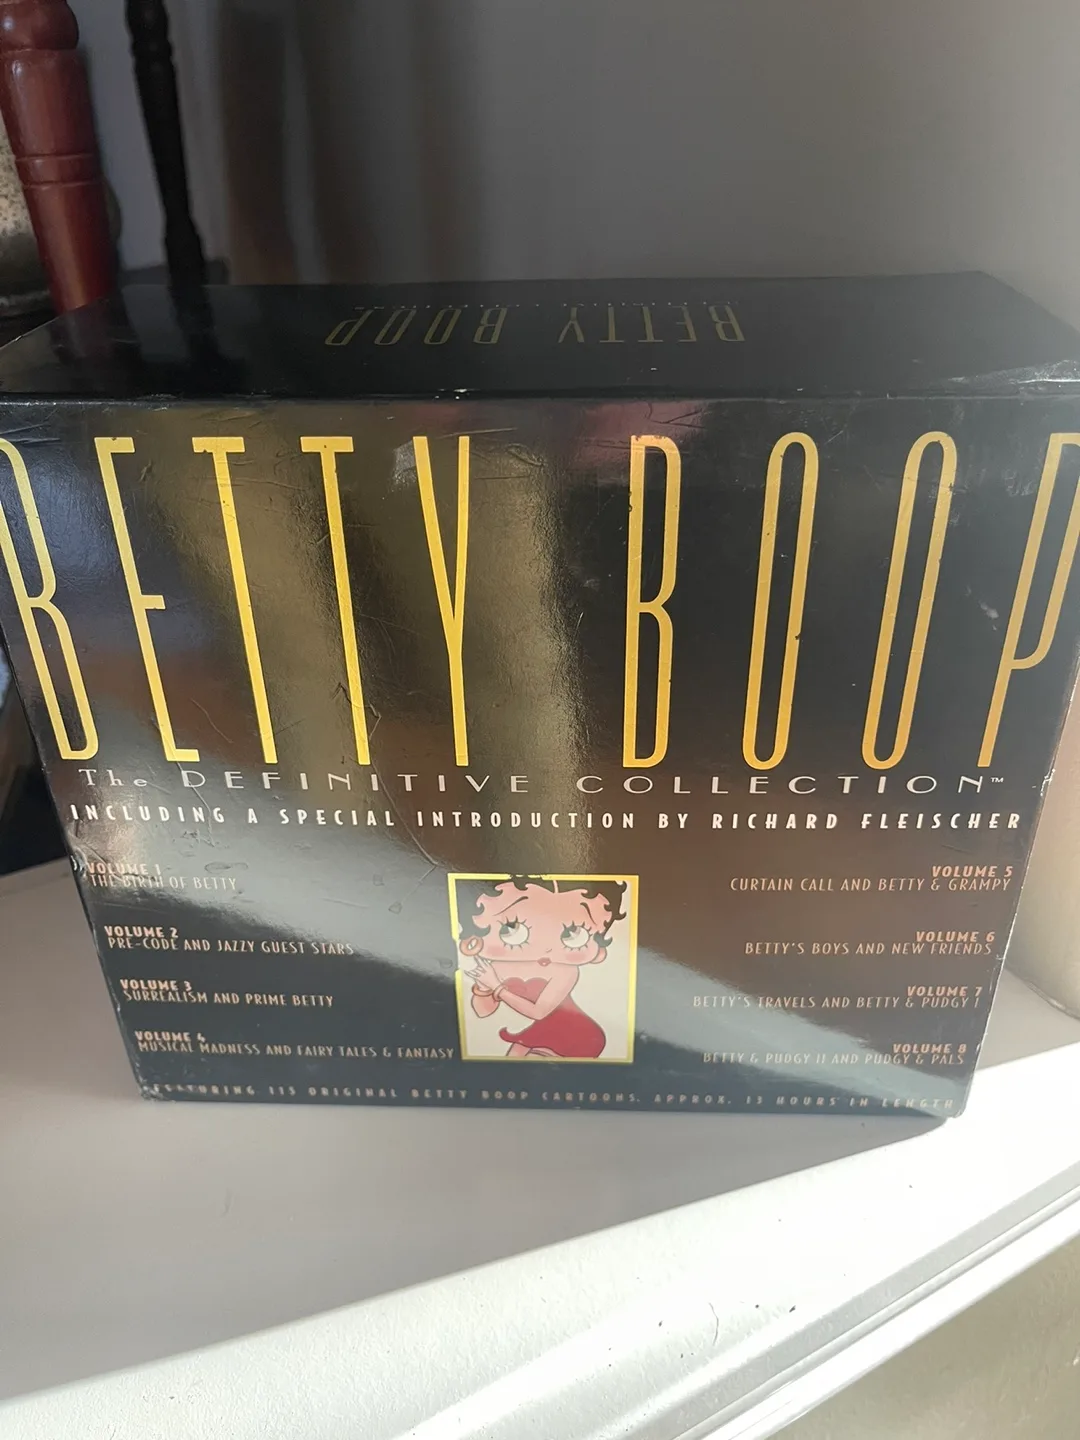 BETTY BOOP
BETTY BOOP
The DEFINITIVE COLLECTION™
INCLUDING A SPECIAL INTRODUCTION BY RICHARD FLEISCHER
VOLUME 1
THE BIRTH OF BETTY
VOLUME 2
PRE-CODE AND JAZZY GUEST STARS
VOLUME 3
SURREALISM AND PRIME BETTY
VOLUME 4
MUSICAL MADNESS AND FAIRY TALES & FANTASY
VOLUME 5
CURTAIN CALL AND BETTY & GRAMPY
VOLUME 6
BETTY'S BOYS AND NEW FRIENDS
VOLUME 7
BETTY'S TRAVELS AND BETTY & PUDGY I
VOLUME 8
BETTY & PUDGY II AND PUDGY & PALS
FEATURING 115 ORIGINAL BETTY BOOP CARTOONS. APPROX. 13 HOURS IN LENGTH